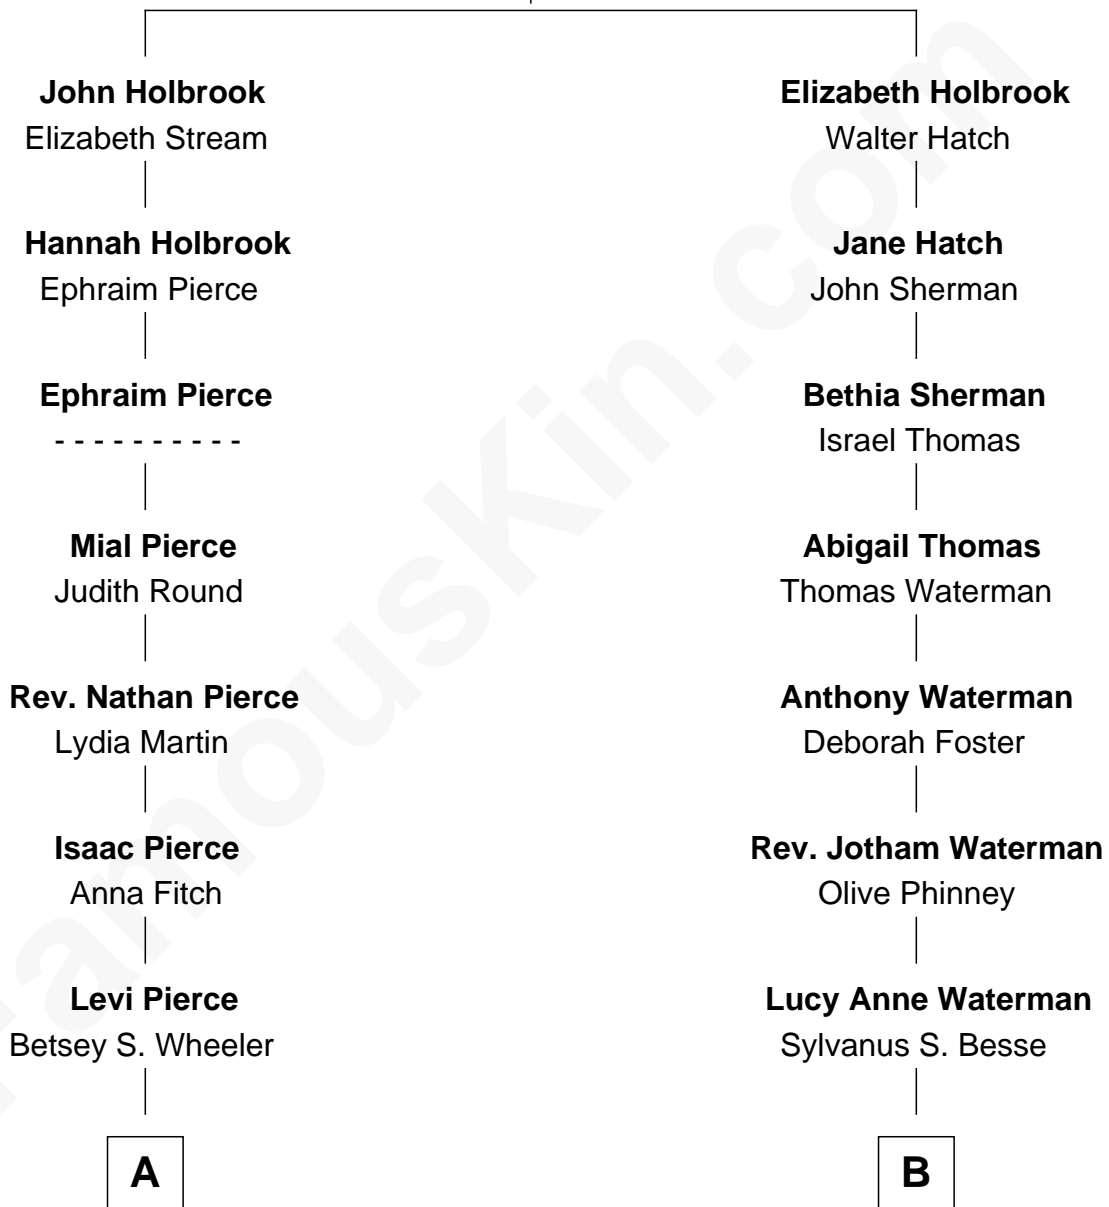 John Holbrook
Elizabeth Stream
Hannah Holbrook
Ephraim Pierce
Ephraim Pierce
- - - - - - - - - -
Mial Pierce
Judith Round
Rev. Nathan Pierce
Lydia Martin
Isaac Pierce
Anna Fitch
Levi Pierce
Betsey S. Wheeler
A
Elizabeth Holbrook
Walter Hatch
Jane Hatch
John Sherman
Bethia Sherman
Israel Thomas
Abigail Thomas
Thomas Waterman
Anthony Waterman
Deborah Foster
Rev. Jotham Waterman
Olive Phinney
Lucy Anne Waterman
Sylvanus S. Besse
B
FamousKin.com